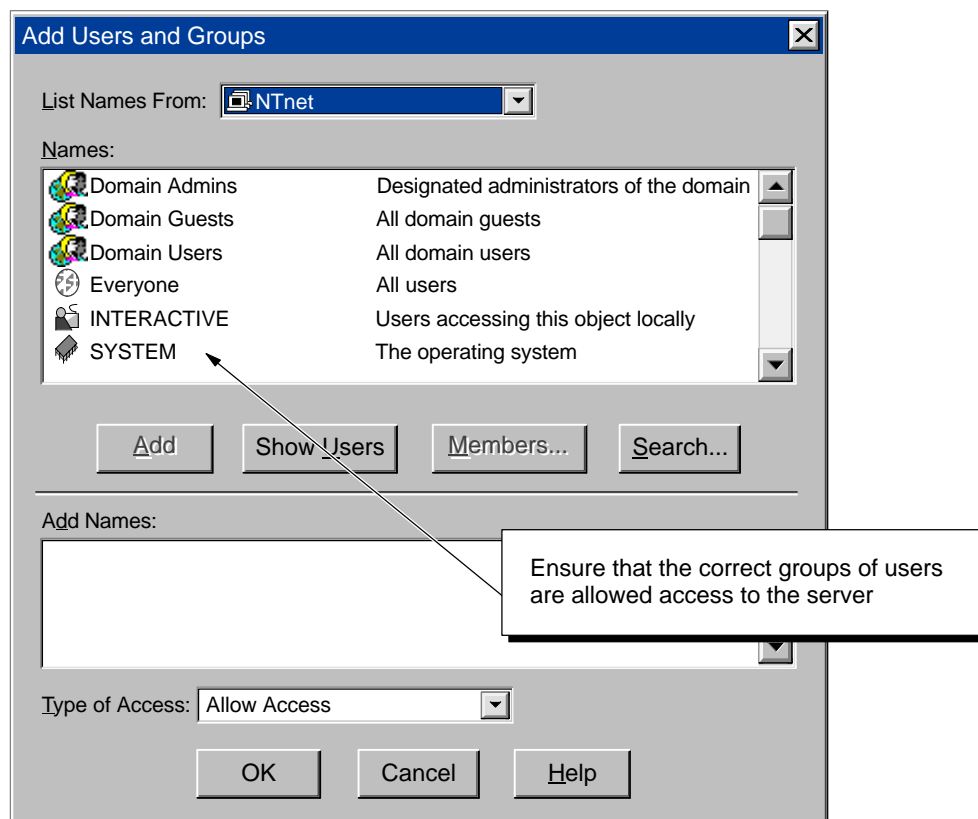 Add Users and Groups
List Names From: NTnet
Names:
Domain Admins Designated administrators of the domain
Domain Guests All domain guests
Domain Users All domain users
Everyone All users
INTERACTIVE Users accessing this object locally
SYSTEM The operating system
Add Show Users Members... Search...
Add Names:
Ensure that the correct groups of users
are allowed access to the server
Type of Access: Allow Access
OK Cancel Help